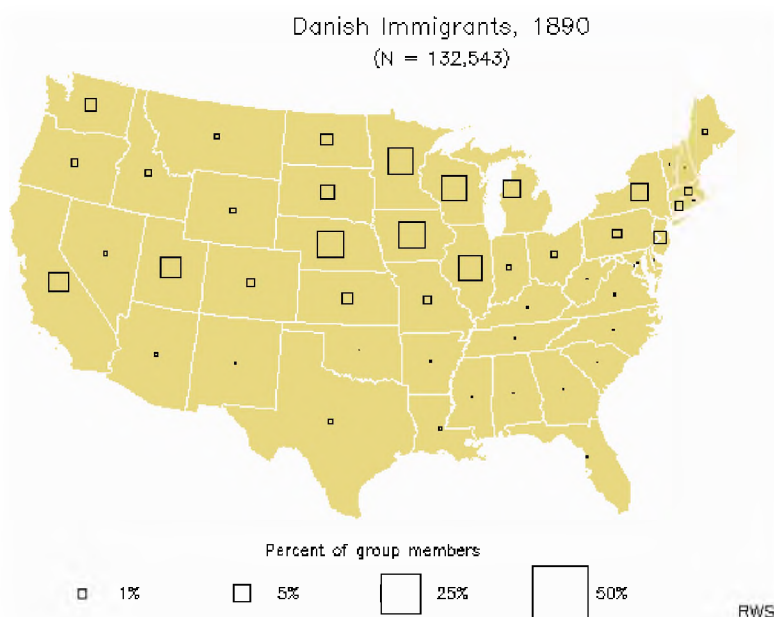 Danish Immigrants, 1890
(N = 132,543)
Percent of group members
1% 5% 25% 50%
RWS